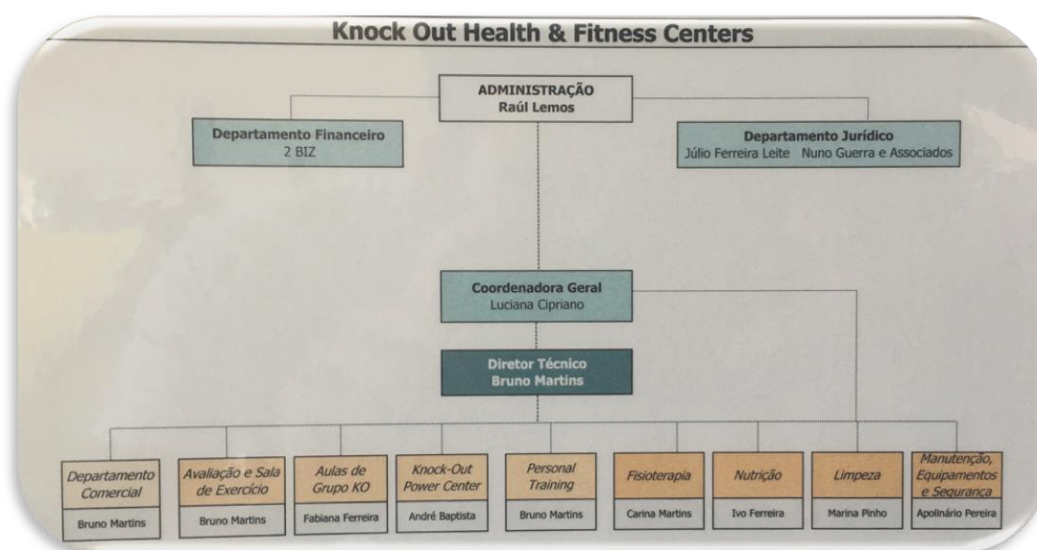 Knock Out Health & Fitness Centers
ADMINISTRAÇÃO
Raúl Lemos
Departamento Financeiro
2 BIZ
Departamento Jurídico
Júlio Ferreira Leite Nuno Guerra e Associados
Coordenadora Geral
Luciana Cipriano
Diretor Técnico
Bruno Martins
Departamento
Comercial
Bruno Martins
Avaliação e Sala
de Exercício
Bruno Martins
Aulas de
Grupo KO
Fabiana Ferreira
Knock-Out
Power Center
André Baptista
Personal
Training
Bruno Martins
Fisioterapia
Carina Martins
Nutrição
Ivo Ferreira
Limpeza
Marina Pinho
Manutenção,
Equipamentos
e Segurança
Apolinário Pereira